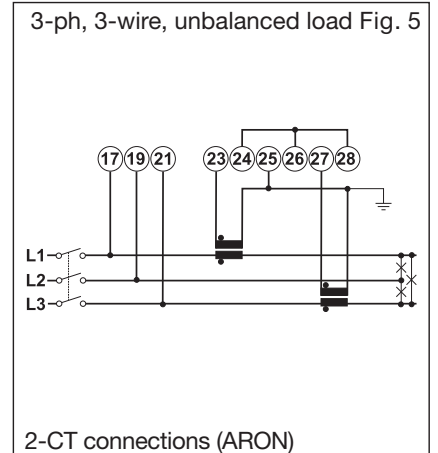 3-ph, 3-wire, unbalanced load Fig. 5
17 19 21 23 24 25 26 27 28
L1
L2
L3
2-CT connections (ARON)